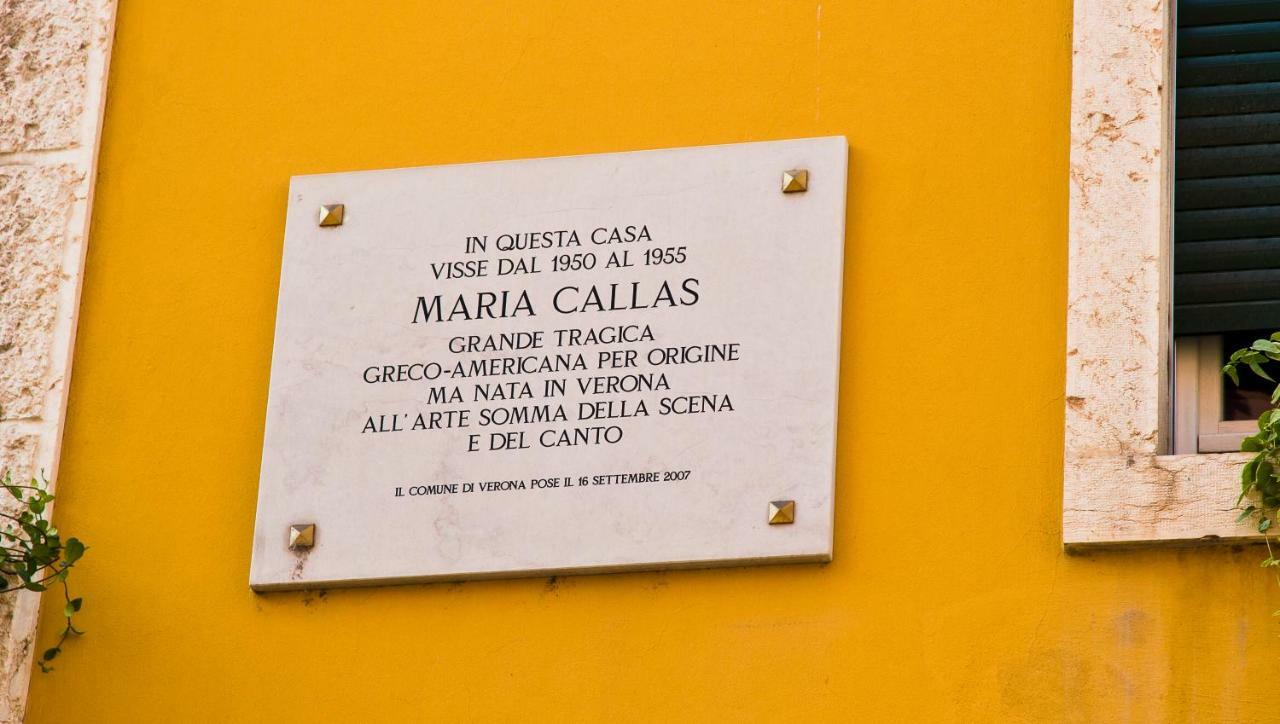 IN QUESTA CASA
VISSE DAL 1950 AL 1955
MARIA CALLAS
GRANDE TRAGICA
GRECO-AMERICANA PER ORIGINE
MA NATA IN VERONA
ALL'ARTE SOMMA DELLA SCENA
E DEL CANTO
IL COMUNE DI VERONA POSE IL 16 SETTEMBRE 2007